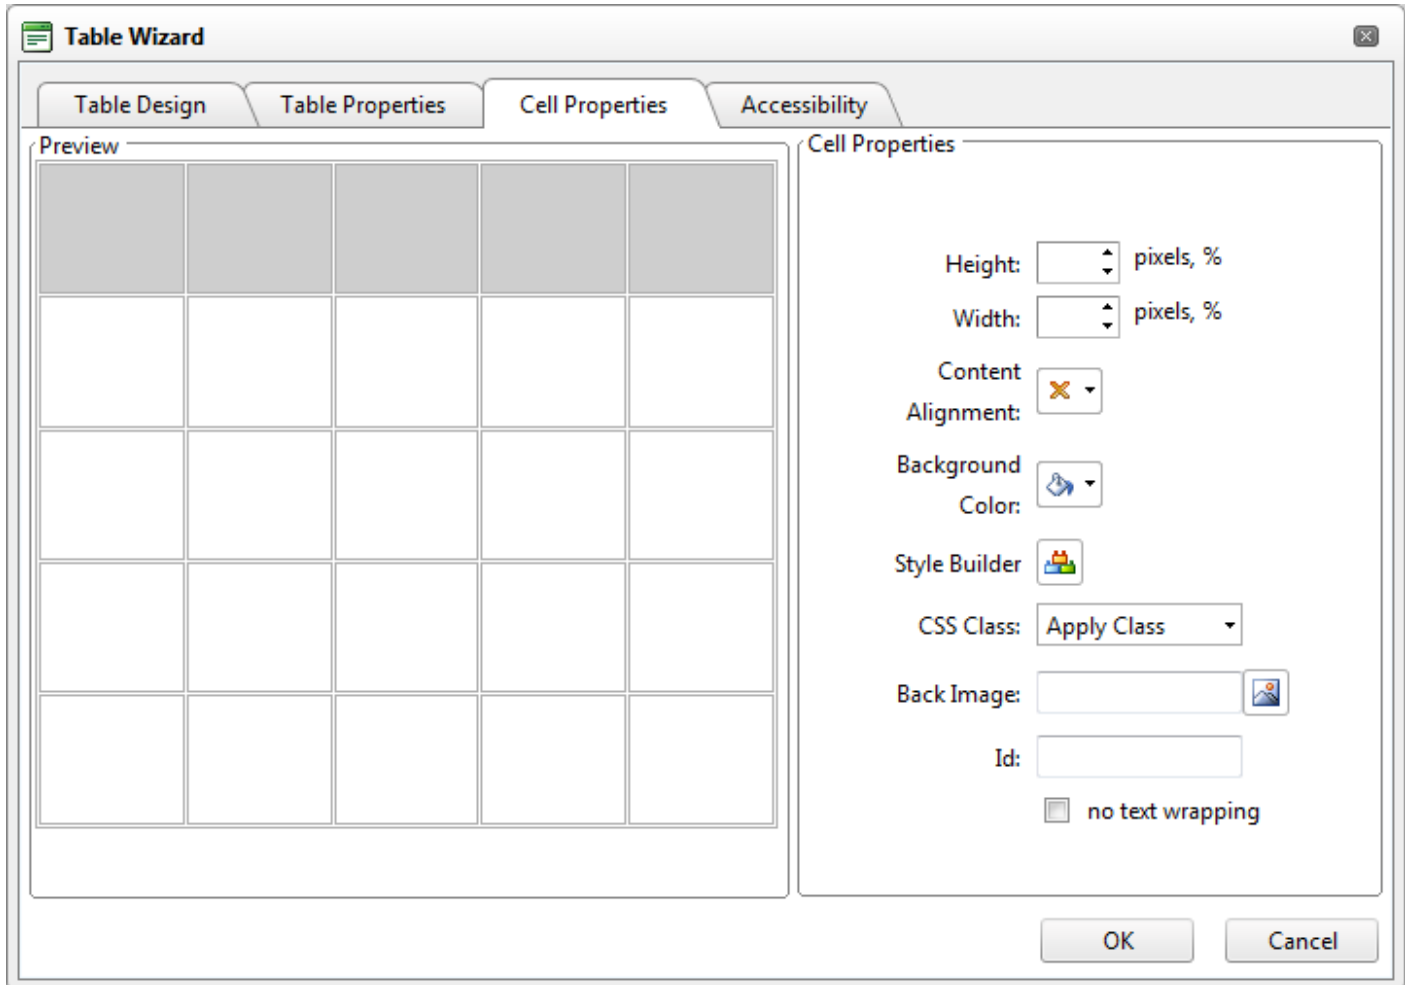 Table Wizard
Table Design
Table Properties
Cell Properties
Accessibility
Preview
Cell Properties
Height:
pixels, %
Width:
pixels, %
Content
Alignment:
Background
Color:
Style Builder
CSS Class:
Apply Class
Back Image:
Id:
no text wrapping
OK
Cancel